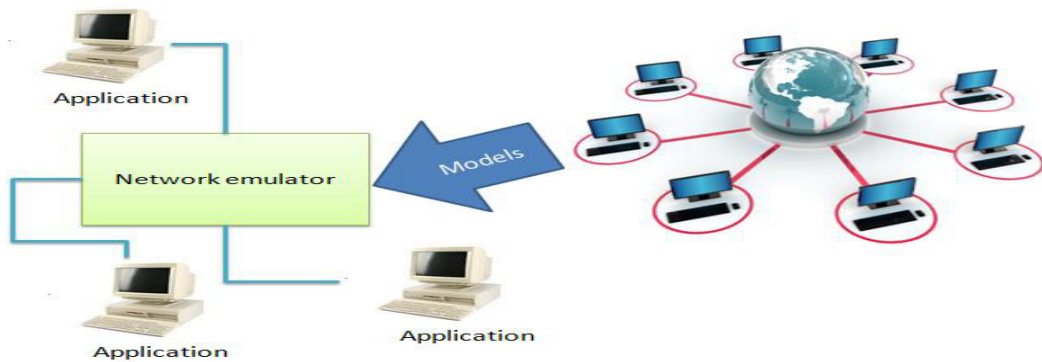 Application
Network emulator
Models
Application
Application